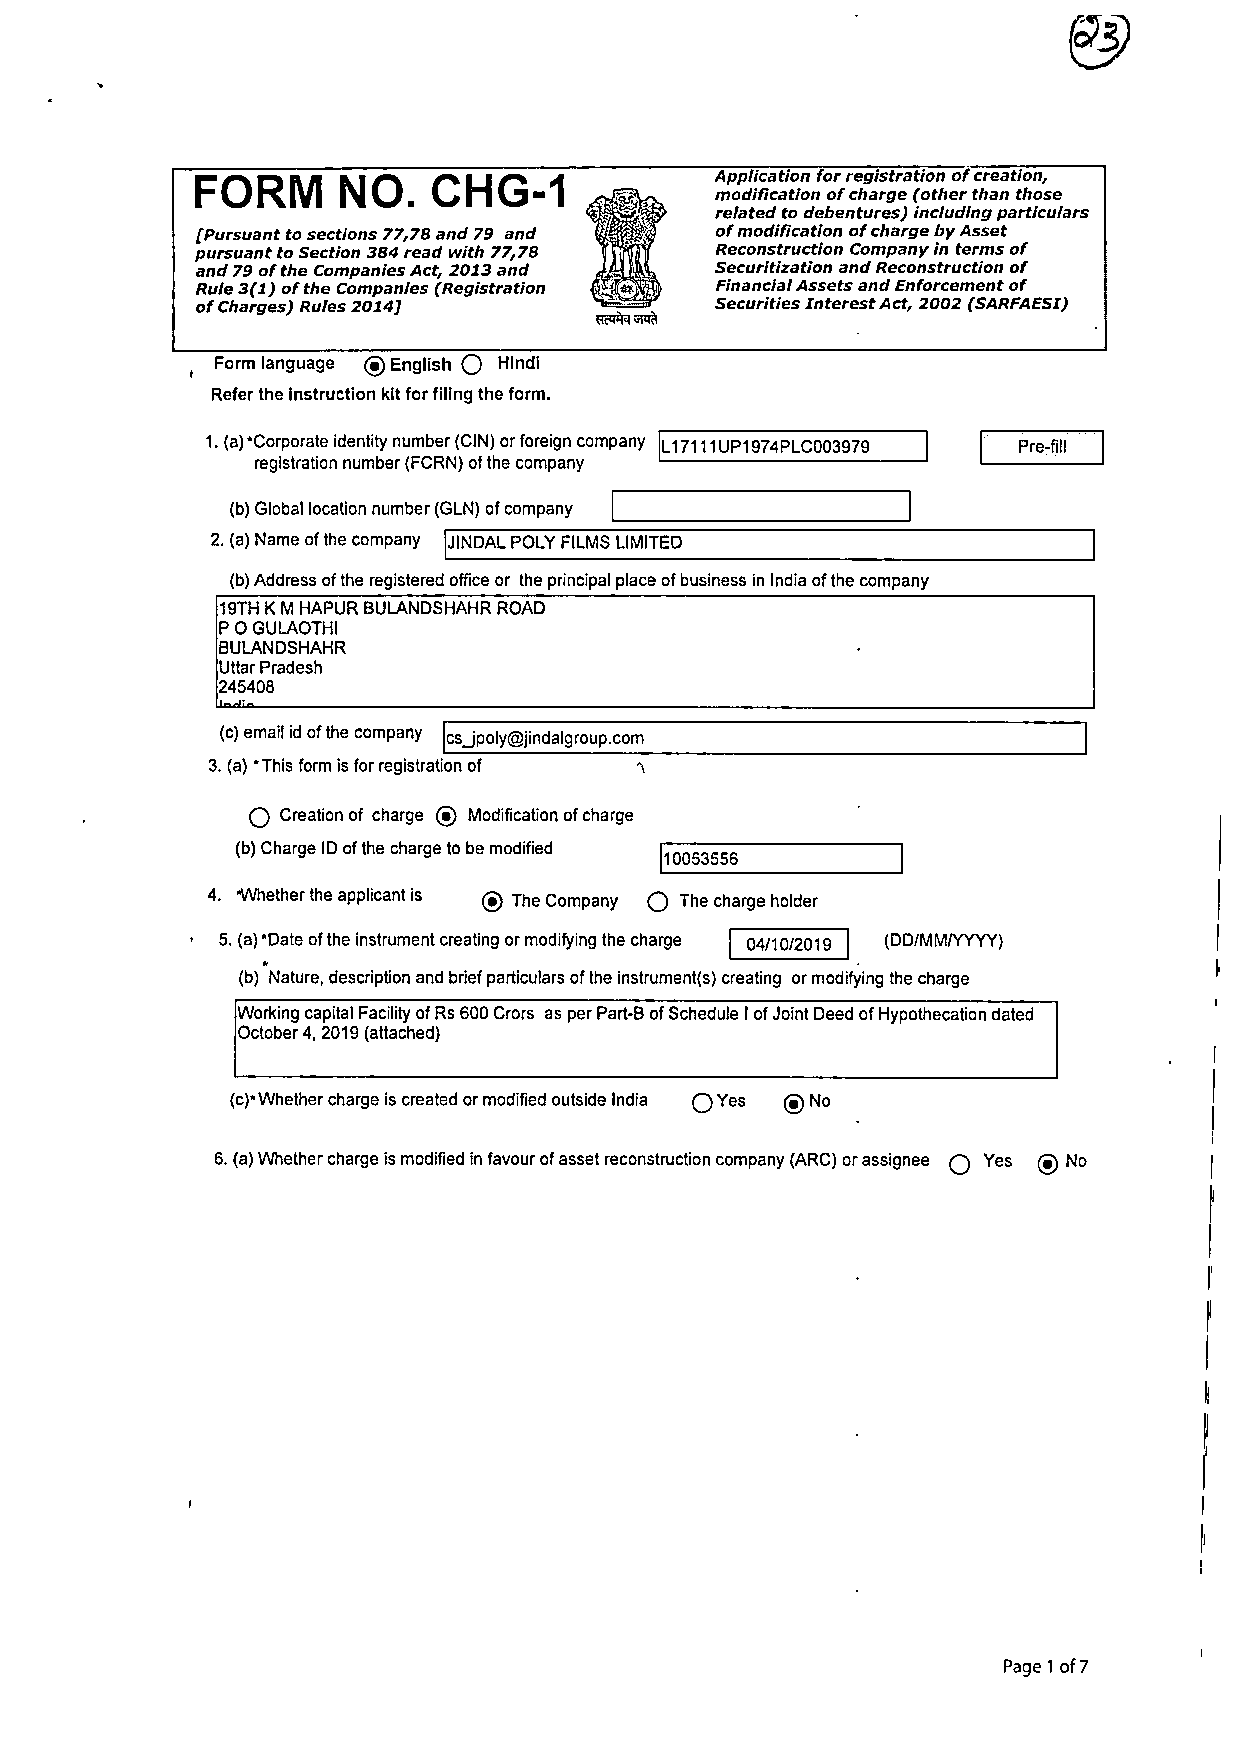 23
FORM NO. CHG-1
[Pursuant to sections 77,78 and 79 and
pursuant to Section 384 read with 77,78
and 79 of the Companies Act, 2013 and
Rule 3(1) of the Companies (Registration
of Charges) Rules 2014]
सत्यमेव जयते
Application for registration of creation,
modification of charge (other than those
related to debentures) including particulars
of modification of charge by Asset
Reconstruction Company in terms of
Securitization and Reconstruction of
Financial Assets and Enforcement of
Securities Interest Act, 2002 (SARFAESI)
Form language English Hindi
Refer the instruction kit for filing the form.
1. (a) *Corporate identity number (CIN) or foreign company L17111UP1974PLC003979 Pre-fill
registration number (FCRN) of the company
(b) Global location number (GLN) of company
2. (a) Name of the company JINDAL POLY FILMS LIMITED
(b) Address of the registered office or the principal place of business in India of the company
19TH K M HAPUR BULANDSHAHR ROAD
P O GULAOTHI
BULANDSHAHR
Uttar Pradesh
245408
India
(c) email id of the company cs_jpoly@jindalgroup.com
3. (a) *This form is for registration of
Creation of charge Modification of charge
(b) Charge ID of the charge to be modified 10053556
4. *Whether the applicant is The Company The charge holder
5. (a) *Date of the instrument creating or modifying the charge 04/10/2019 (DD/MM/YYYY)
(b) *Nature, description and brief particulars of the instrument(s) creating or modifying the charge
Working capital Facility of Rs 600 Crors as per Part-B of Schedule I of Joint Deed of Hypothecation dated
October 4, 2019 (attached)
(c)*Whether charge is created or modified outside India Yes No
6. (a) Whether charge is modified in favour of asset reconstruction company (ARC) or assignee Yes No
Page 1 of 7